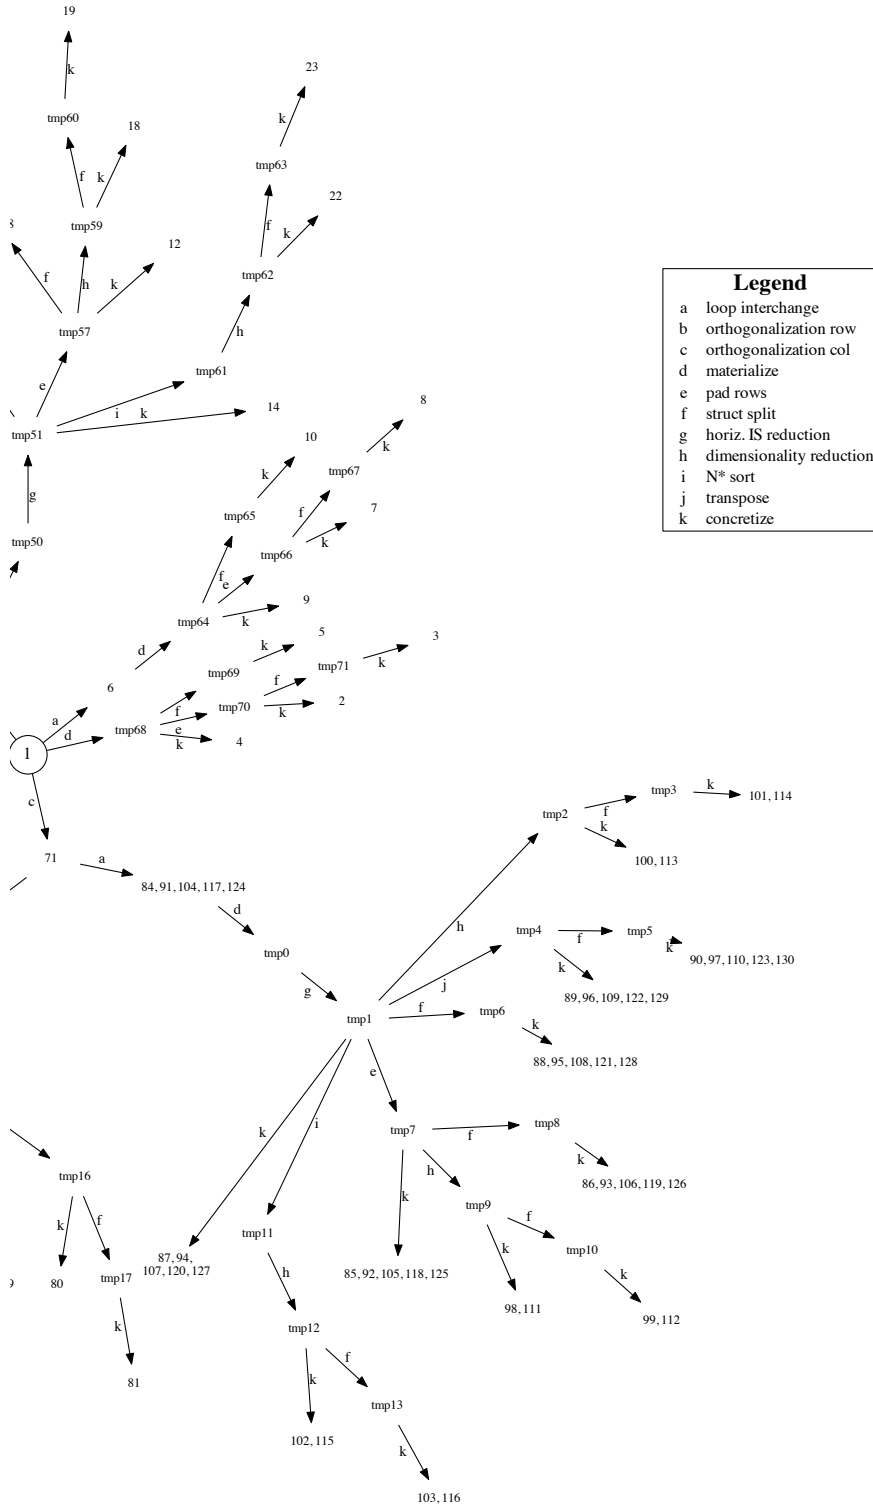 19
k
23
tmp60
k
18
tmp63
f
k
k
8
tmp59
22
f
k
12
f
h
k
tmp62
tmp57
h
e
tmp61
i
k
14
8
tmp51
10
k
k
tmp67
g
tmp65
f
7
tmp50
k
tmp66
f
e
9
tmp64
k
5
3
d
k
tmp69
tmp71
k
6
f
f
tmp70
2
a
k
d
tmp68
e
4
k
1
c
71
a
84, 91, 104, 117, 124
d
tmp0
g
tmp1
h
tmp2
f
tmp3
k
101, 114
k
100, 113
j
tmp4
f
tmp5
k
90, 97, 110, 123, 130
k
89, 96, 109, 122, 129
f
tmp6
k
88, 95, 108, 121, 128
e
tmp7
f
tmp8
k
86, 93, 106, 119, 126
h
tmp9
f
tmp10
k
99, 112
k
98, 111
k
85, 92, 105, 118, 125
i
tmp11
h
tmp12
f
tmp13
k
103, 116
k
102, 115
k
87, 94,
107, 120, 127
tmp16
k
f
9
80
tmp17
k
81
Legend
a loop interchange
b orthogonalization row
c orthogonalization col
d materialize
e pad rows
f struct split
g horiz. IS reduction
h dimensionality reduction
i N* sort
j transpose
k concretize